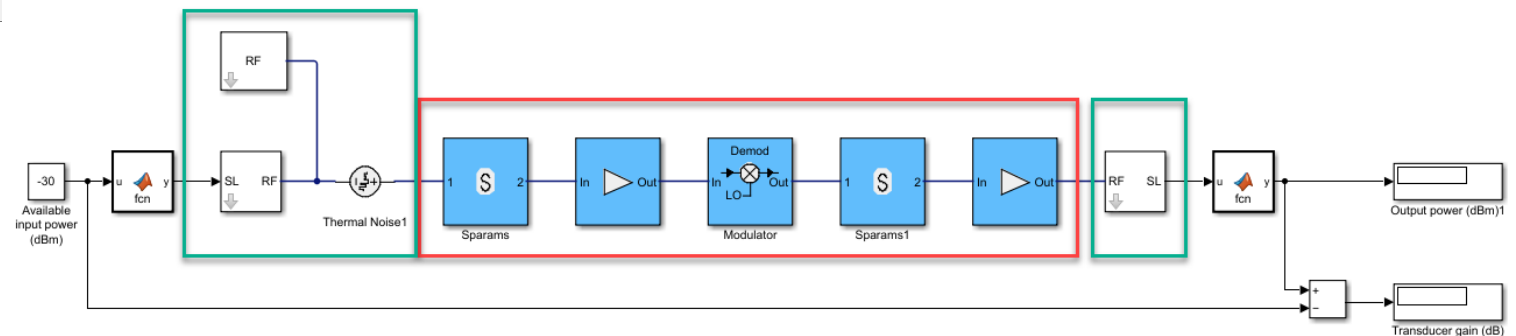 RF
Demod
-30
u
y
fcn
SL RF
1
S
2
In
Out
In
Out
LO
1
S
2
In
Out
RF SL
u
y
fcn
Available
input power
(dBm)
Thermal Noise1
Sparams
Modulator
Sparams1
Output power (dBm)1
+
−
Transducer gain (dB)